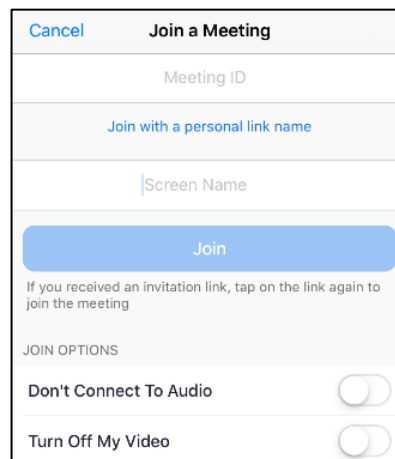 Cancel Join a Meeting
Meeting ID
Join with a personal link name
Screen Name
Join
If you received an invitation link, tap on the link again to
join the meeting
JOIN OPTIONS
Don't Connect To Audio
Turn Off My Video